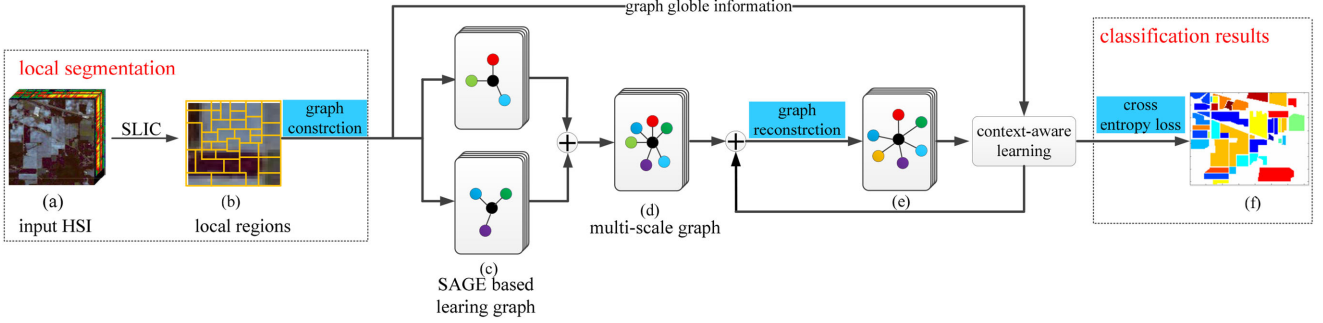 graph globle information
local segmentation
classification results
SLIC
graph
constrction
graph
reconstrction
context-aware
learning
cross
entropy loss
(a)
input HSI
(b)
local regions
(c)
SAGE based
learing graph
(d)
multi-scale graph
(e)
(f)